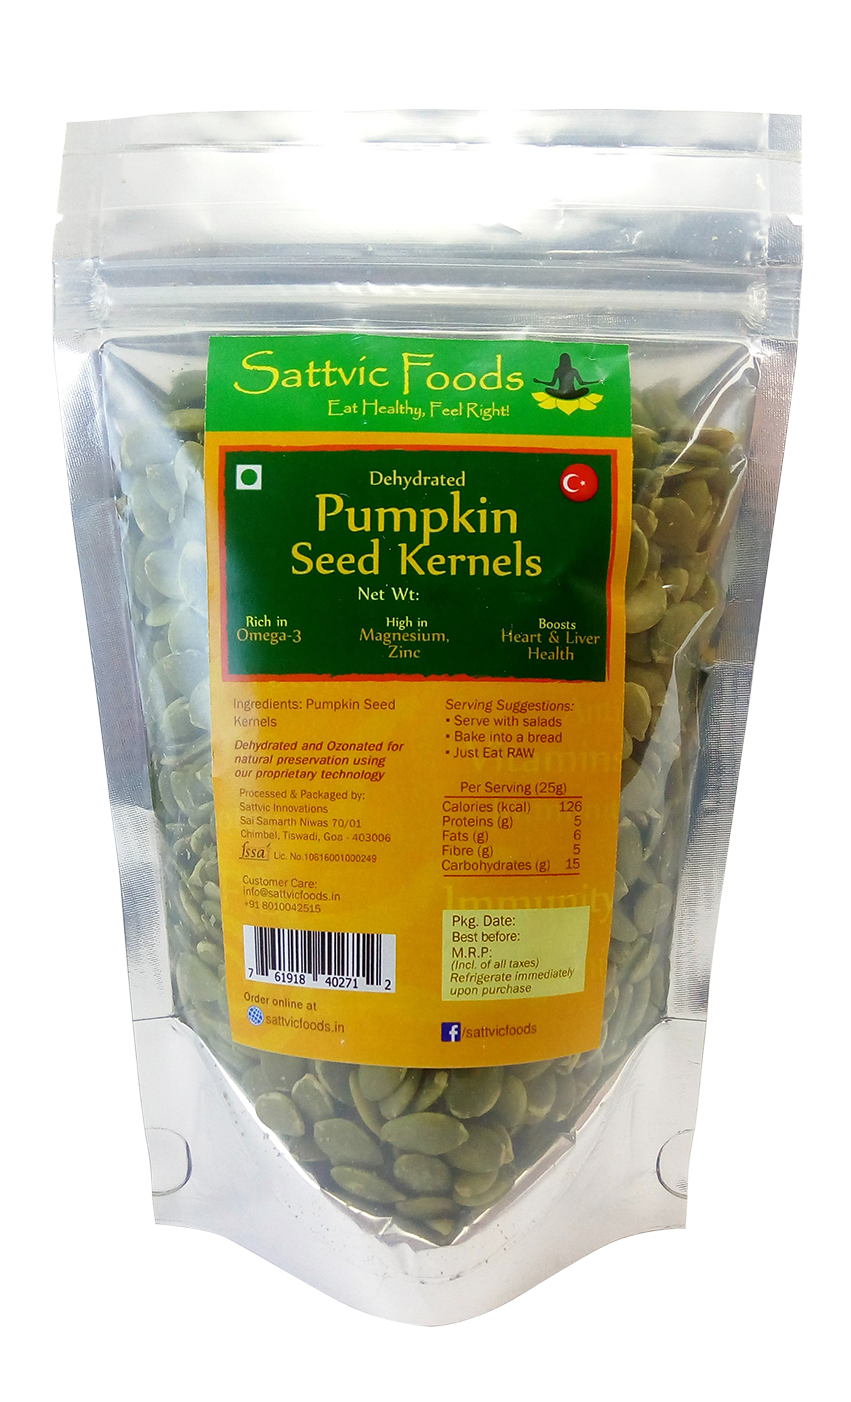 Sattvic Foods
Eat Healthy, Feel Right!
Dehydrated
Pumpkin
Seed Kernels
Net Wt:
Rich in
Omega-3
High in
Magnesium,
Zinc
Boosts
Heart & Liver
Health
Ingredients: Pumpkin Seed
Kernels
Dehydrated and Ozonated for
natural preservation using
our proprietary technology
Processed & Packaged by:
Sattvic Innovations
Sai Samarth Niwas 70/01
Chimbel, Tiswadi, Goa - 403006
fssai Lic. No.10616001000249
Customer Care:
info@sattvicfoods.in
+91 8010042515
7 61918 40271 2
Order online at
sattvicfoods.in
Serving Suggestions:
• Serve with salads
• Bake into a bread
• Just Eat RAW
Per Serving (25g)
Calories (kcal) 126
Proteins (g) 5
Fats (g) 6
Fibre (g) 5
Carbohydrates (g) 15
Immunity
Pkg. Date:
Best before:
M.R.P:
(Incl. of all taxes)
Refrigerate immediately
upon purchase
f/sattvicfoods